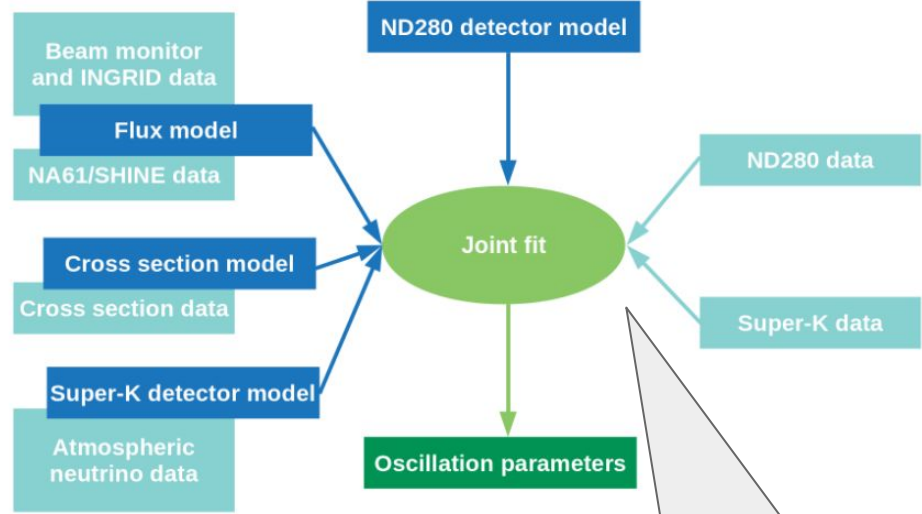 ND280 detector model
Beam monitor
and INGRID data
Flux model
NA61/SHINE data
ND280 data
Joint fit
Cross section model
Cross section data
Super-K data
Super-K detector model
Atmospheric
neutrino data
Oscillation parameters